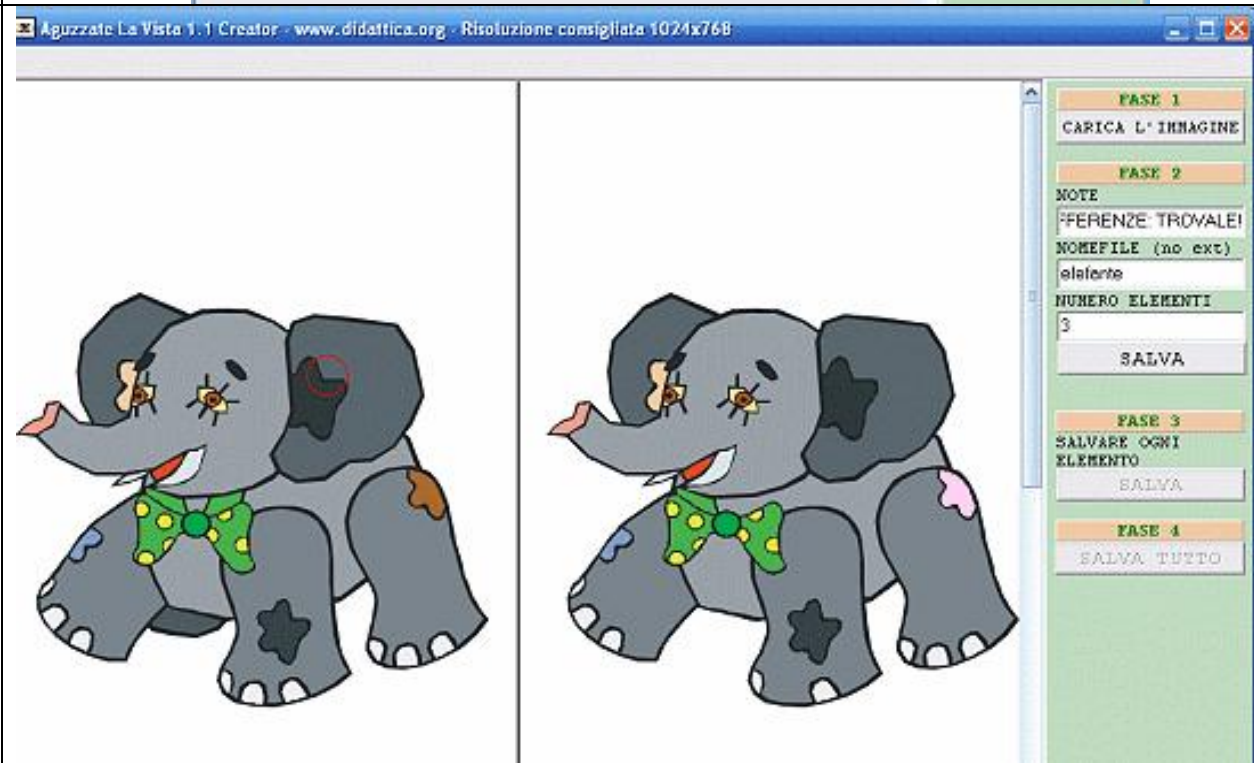 Aguzzate La Vista 1.1 Creator - www.didattica.org - Risoluzione consigliata 1024x768
FASE 1
CARICA L'IMMAGINE
FASE 2
NOTE
FFERENZE: TROVALE!
NOMEFILE (no ext)
elefante
NUMERO ELEMENTI
3
SALVA
FASE 3
SALVARE OGNI
ELEMENTO
SALVA
FASE 4
SALVA TUTTO